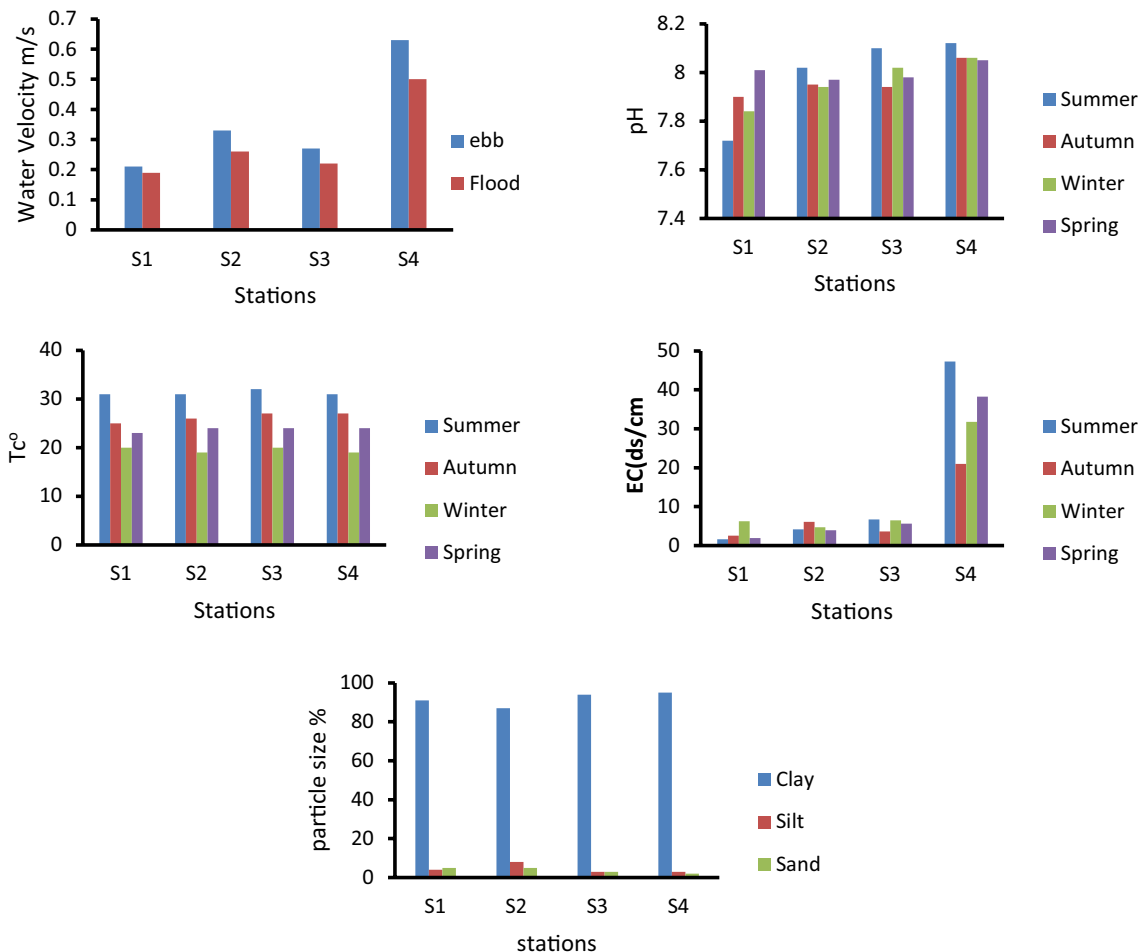 Water Velocity m/s
0.7
0.6
0.5
0.4
0.3
0.2
0.1
0
S1 S2 S3 S4
Stations
ebb
Flood
pH
8.2
8
7.8
7.6
7.4
S1 S2 S3 S4
Stations
Summer
Autumn
Winter
Spring
Tc°
40
30
20
10
0
S1 S2 S3 S4
Stations
Summer
Autumn
Winter
Spring
EC(ds/cm
50
40
30
20
10
0
S1 S2 S3 S4
Stations
Summer
Autumn
Winter
Spring
particle size %
100
80
60
40
20
0
S1 S2 S3 S4
stations
Clay
Silt
Sand